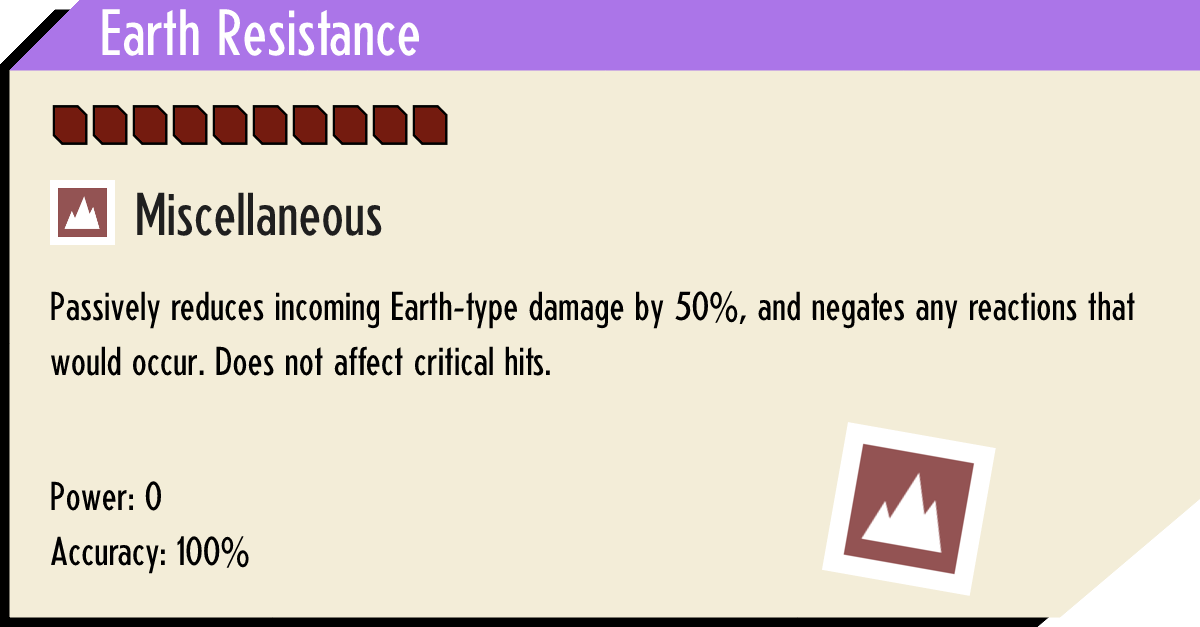 Earth Resistance
Miscellaneous
Passively reduces incoming Earth-type damage by 50%, and negates any reactions that
would occur. Does not affect critical hits.
Power: 0
Accuracy: 100%